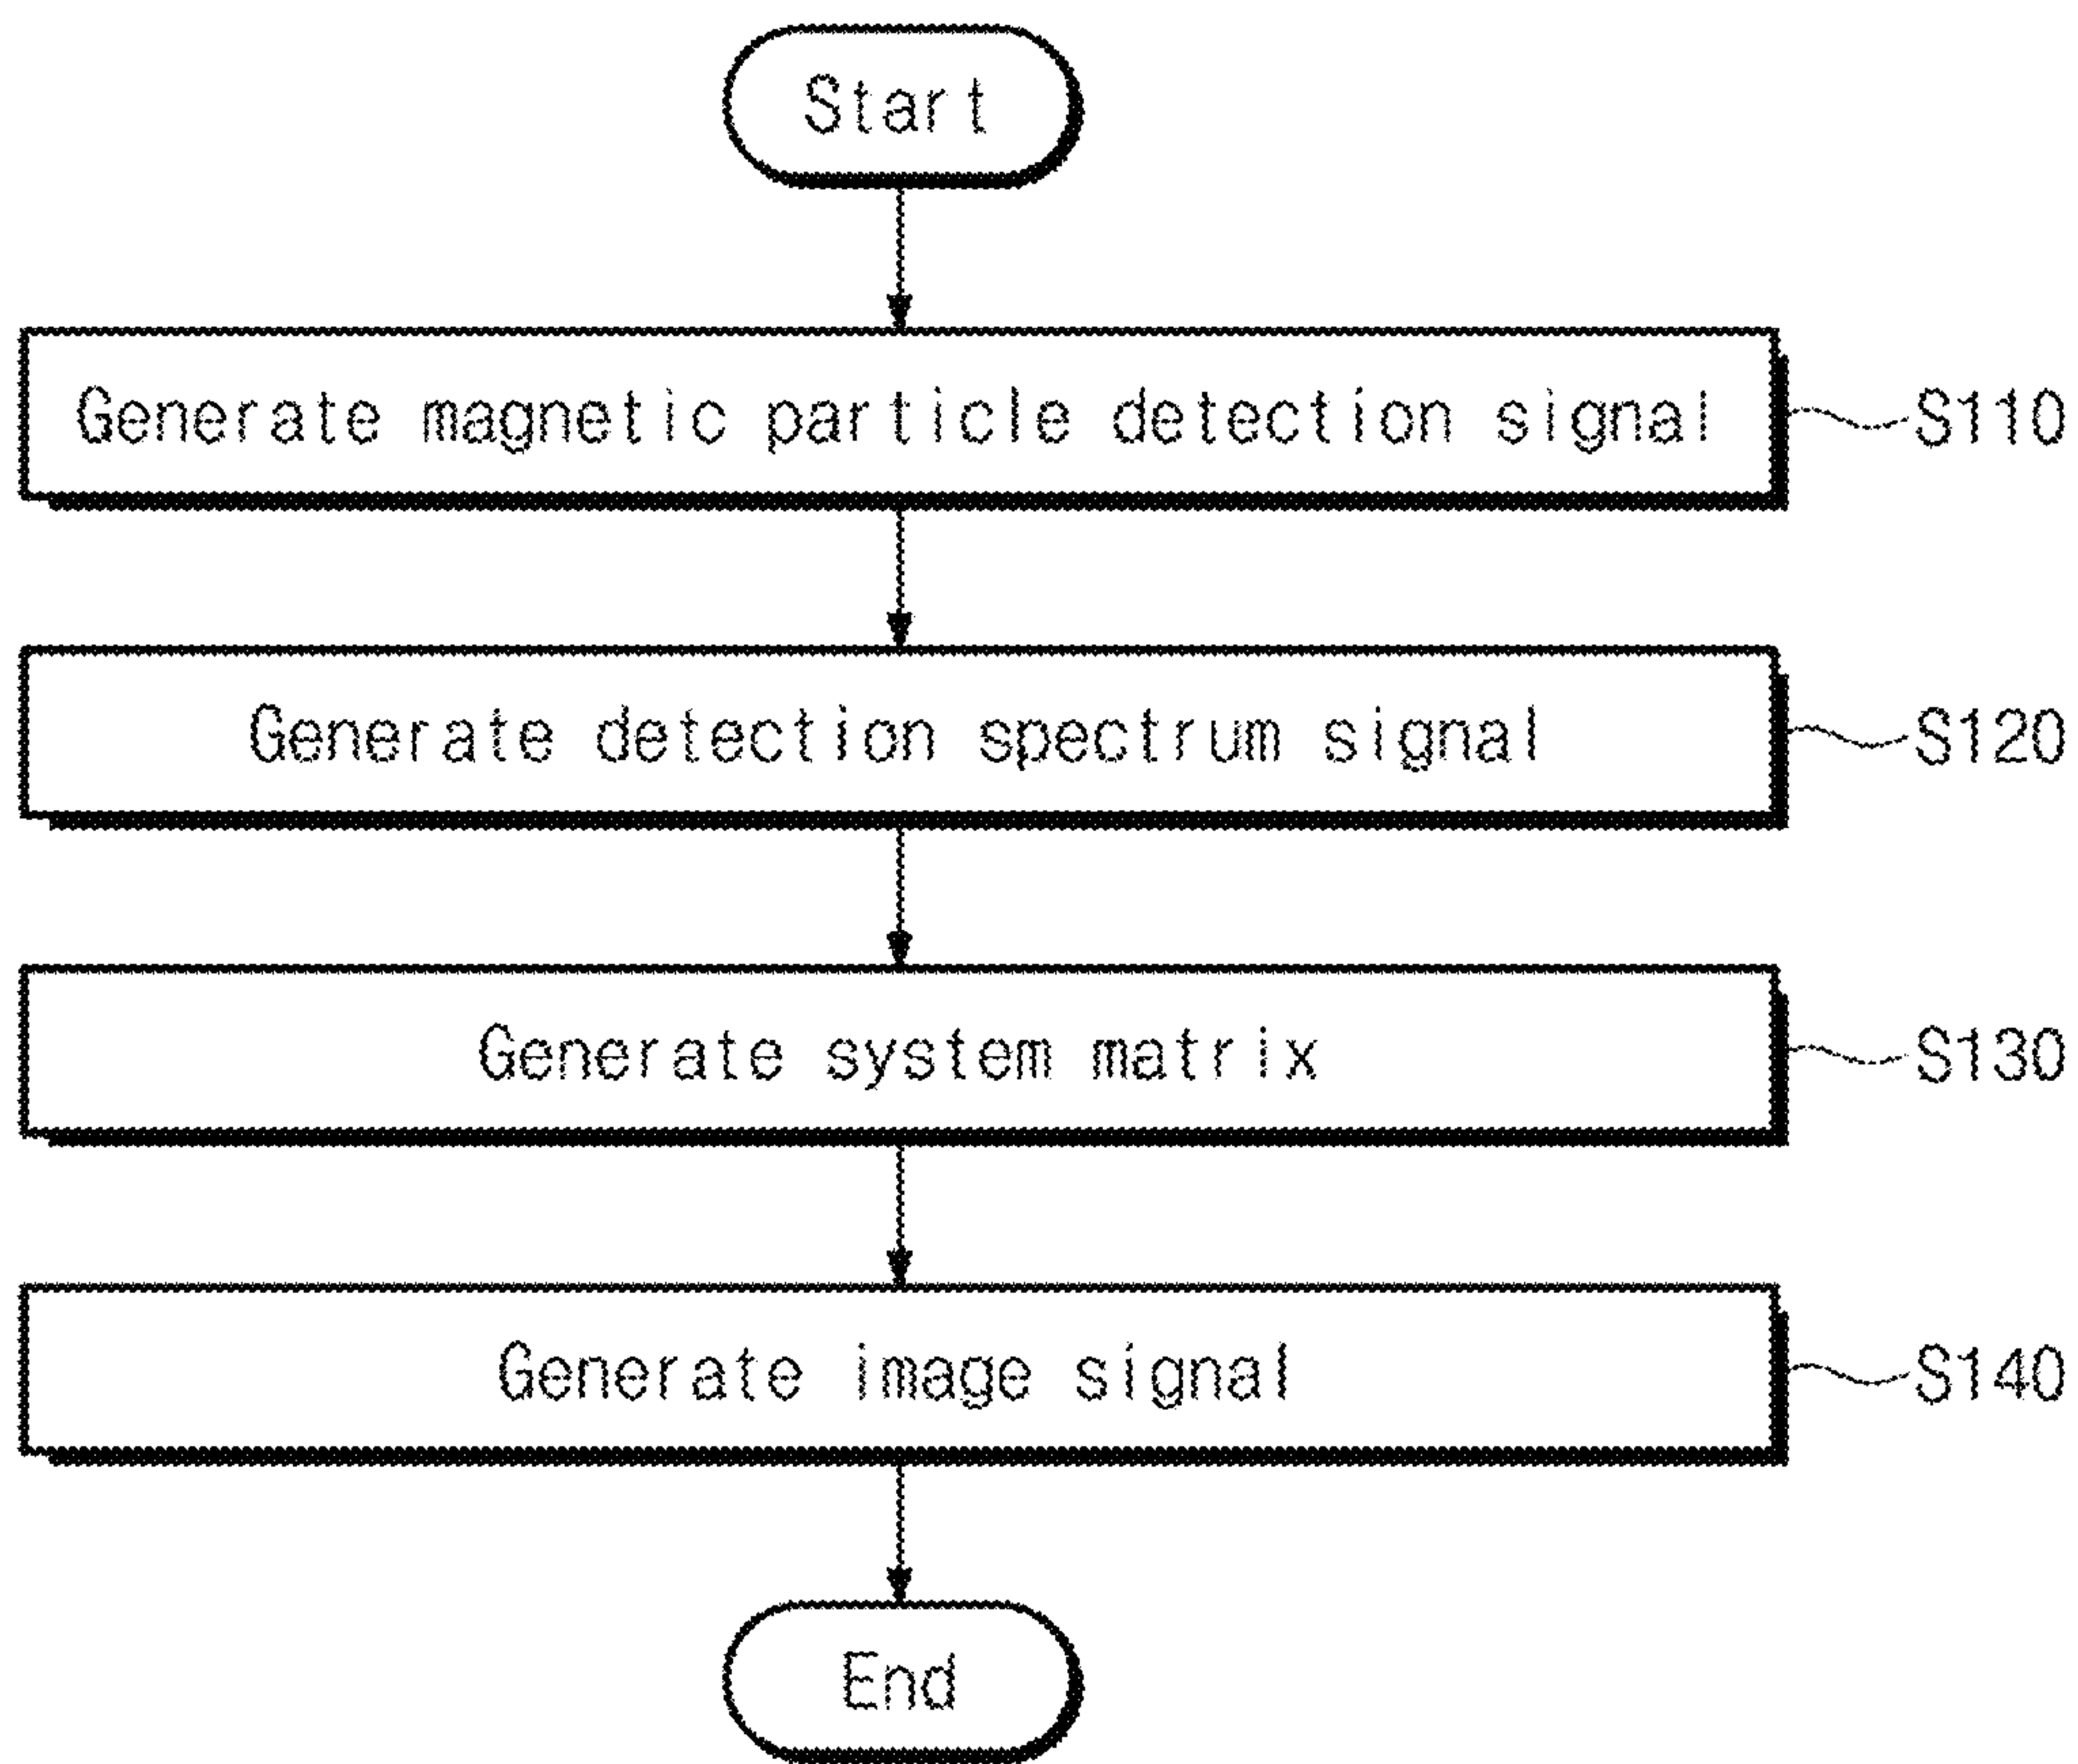 Start
Generate magnetic particle detection signal
S110
Generate detection spectrum signal
S120
Generate system matrix
S130
Generate image signal
S140
End